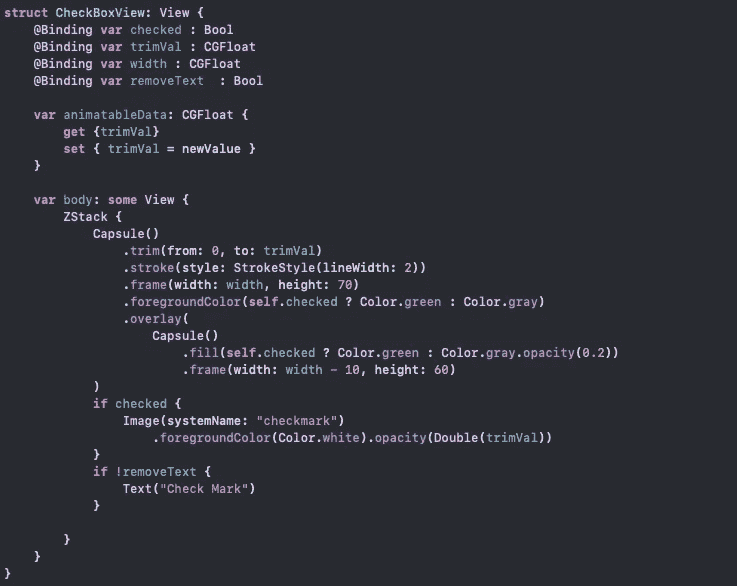 struct CheckBoxView: View {
    @Binding var checked : Bool
    @Binding var trimVal : CGFloat
    @Binding var width : CGFloat
    @Binding var removeText  : Bool

    var animatableData: CGFloat {
        get {trimVal}
        set { trimVal = newValue }
    }

    var body: some View {
        ZStack {
            Capsule()
                .trim(from: 0, to: trimVal)
                .stroke(style: StrokeStyle(lineWidth: 2))
                .frame(width: width, height: 70)
                .foregroundColor(self.checked ? Color.green : Color.gray)
                .overlay(
                    Capsule()
                        .fill(self.checked ? Color.green : Color.gray.opacity(0.2))
                        .frame(width: width - 10, height: 60)
            )
            if checked {
                Image(systemName: "checkmark")
                    .foregroundColor(Color.white).opacity(Double(trimVal))
            }
            if !removeText {
                Text("Check Mark")
            }

        }
    }
}